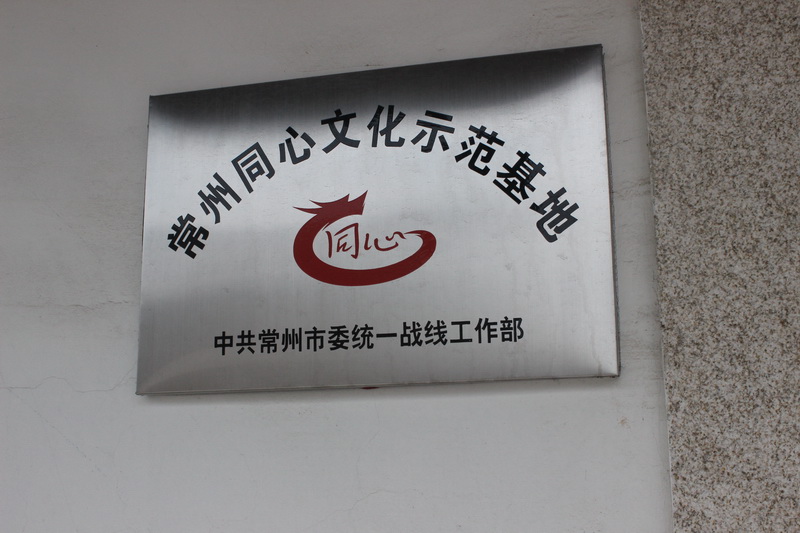 常州同心文化示范基地
同心
中共常州市委统一战线工作部